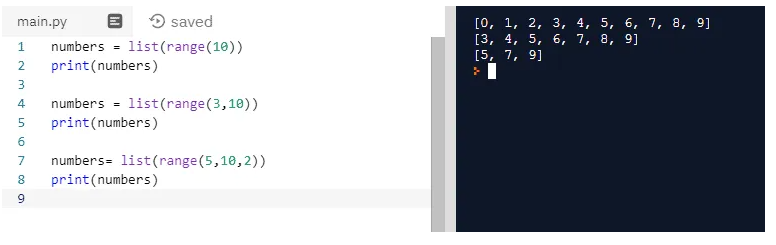 main.py saved
1 numbers = list(range(10))
2 print(numbers)
3
4 numbers = list(range(3,10))
5 print(numbers)
6
7 numbers= list(range(5,10,2))
8 print(numbers)
9
[0, 1, 2, 3, 4, 5, 6, 7, 8, 9]
[3, 4, 5, 6, 7, 8, 9]
[5, 7, 9]